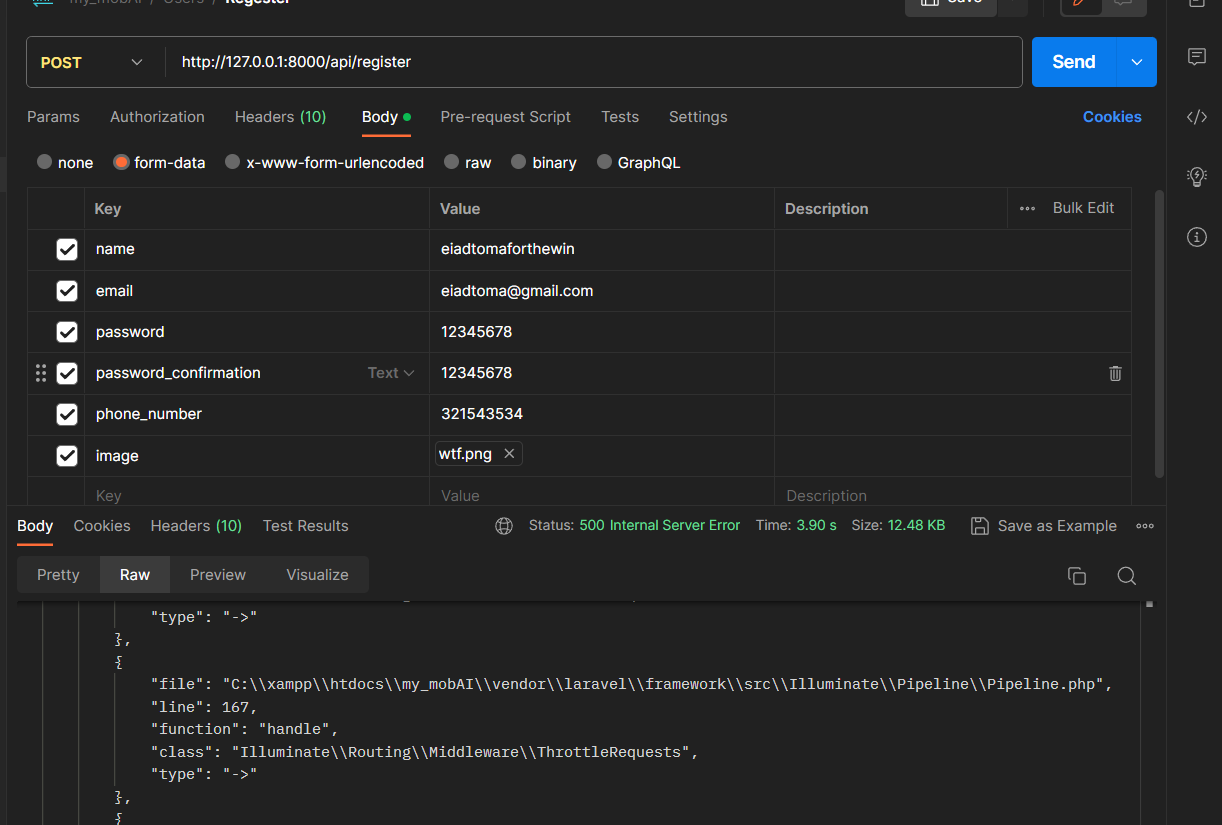 my_mobAI / Users / Regester
Save
POST http://127.0.0.1:8000/api/register Send
Params Authorization Headers (10) Body Pre-request Script Tests Settings Cookies
none form-data x-www-form-urlencoded raw binary GraphQL
Key Value Description Bulk Edit
name eiadtomaforthewin
email eiadtoma@gmail.com
password 12345678
password_confirmation Text 12345678
phone_number 321543534
image wtf.png
Key Value Description
Body Cookies Headers (10) Test Results Status: 500 Internal Server Error Time: 3.90 s Size: 12.48 KB Save as Example
Pretty Raw Preview Visualize
"type": "->"
},
{
"file": "C:\\xampp\\htdocs\\my_mobAI\\vendor\\laravel\\framework\\src\\Illuminate\\Pipeline\\Pipeline.php",
"line": 167,
"function": "handle",
"class": "Illuminate\\Routing\\Middleware\\ThrottleRequests",
"type": "->"
},
{